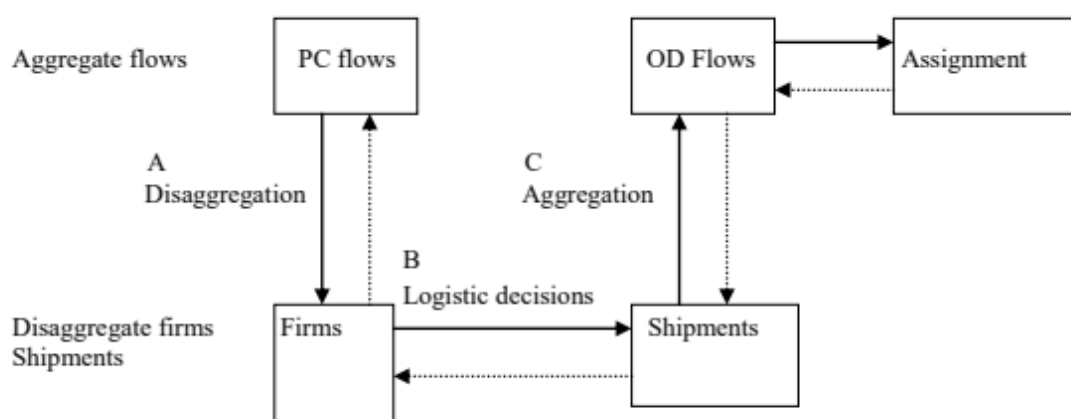 Aggregate flows
PC flows
OD Flows
Assignment
A
Disaggregation
C
Aggregation
B
Logistic decisions
Disaggregate firms
Shipments
Firms
Shipments